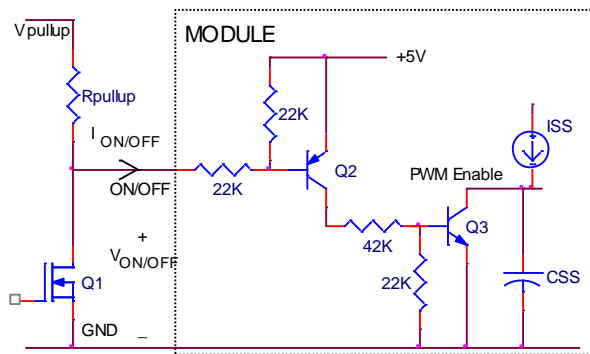 Vpullup
MODULE
+5V
Rpullup
22K
I ON/OFF
ISS
Q2
PWM Enable
ON/OFF
22K
Q3
+
42K
V ON/OFF
22K
CSS
Q1
GND
_